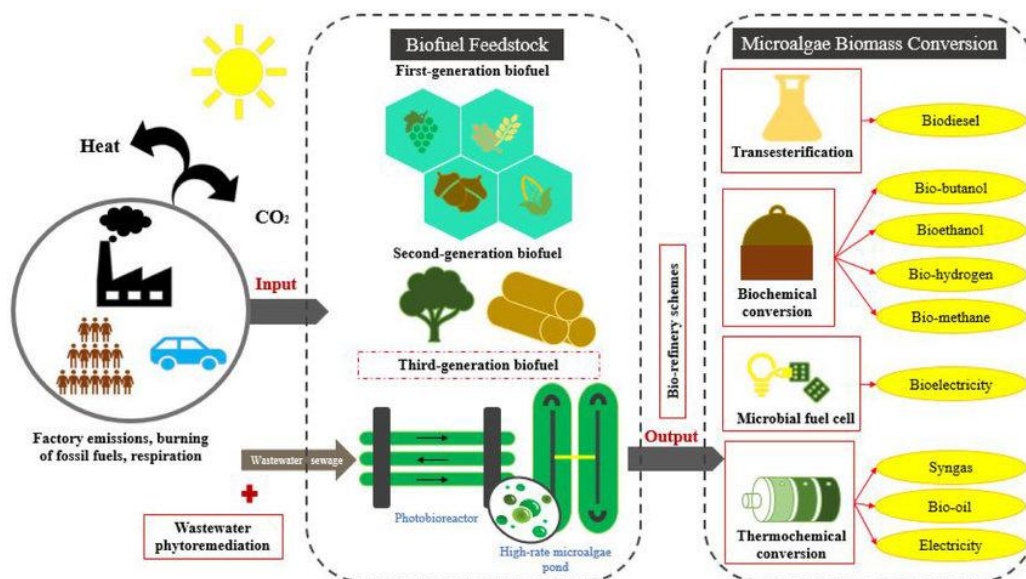 Heat
CO₂
Factory emissions, burning
of fossil fuels, respiration
Input
Wastewater sewage
Wastewater
phytoremediation
Biofuel Feedstock
First-generation biofuel
Second-generation biofuel
Third-generation biofuel
Photobioreactor
High-rate microalgae
pond
Bio-refinery schemes
Output
Microalgae Biomass Conversion
Transesterification
Biodiesel
Biochemical
conversion
Bio-butanol
Bioethanol
Bio-hydrogen
Bio-methane
Microbial fuel cell
Bioelectricity
Thermochemical
conversion
Syngas
Bio-oil
Electricity